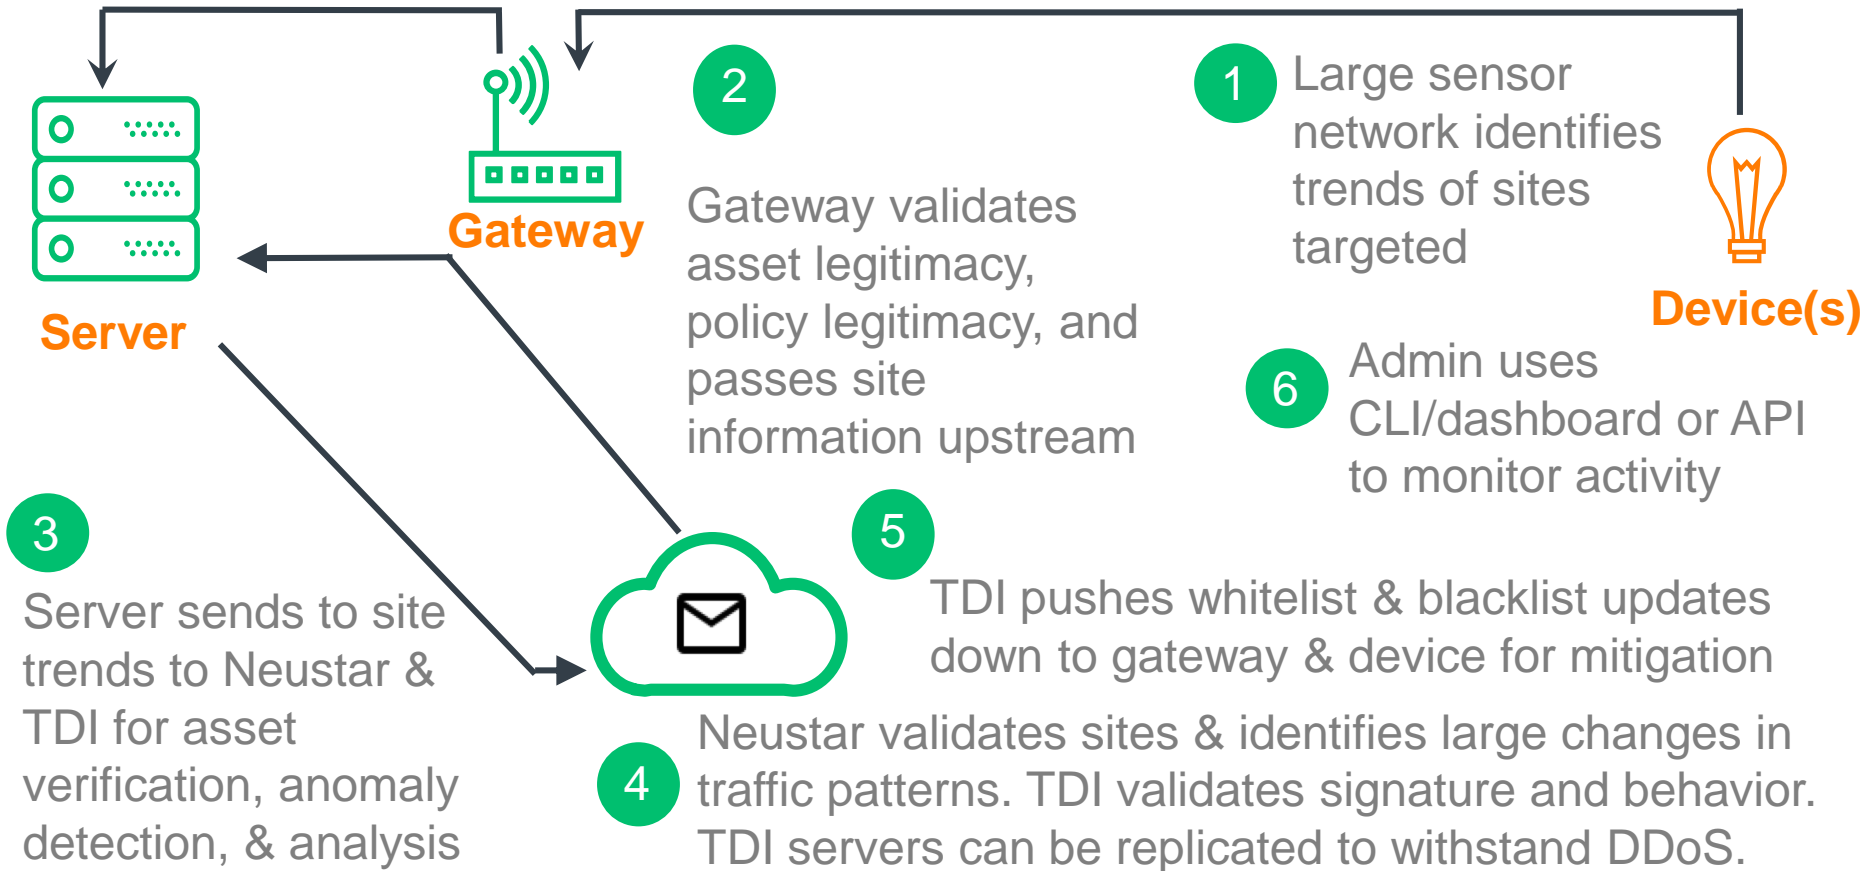 1
Large sensor
network identifies
trends of sites
targeted
Device(s)
2
Gateway validates
asset legitimacy,
policy legitimacy, and
passes site
information upstream
Gateway
Server
3
Server sends to site
trends to Neustar &
TDI for asset
verification, anomaly
detection, & analysis
4
Neustar validates sites & identifies large changes in
traffic patterns. TDI validates signature and behavior.
TDI servers can be replicated to withstand DDoS.
5
TDI pushes whitelist & blacklist updates
down to gateway & device for mitigation
6
Admin uses
CLI/dashboard or API
to monitor activity